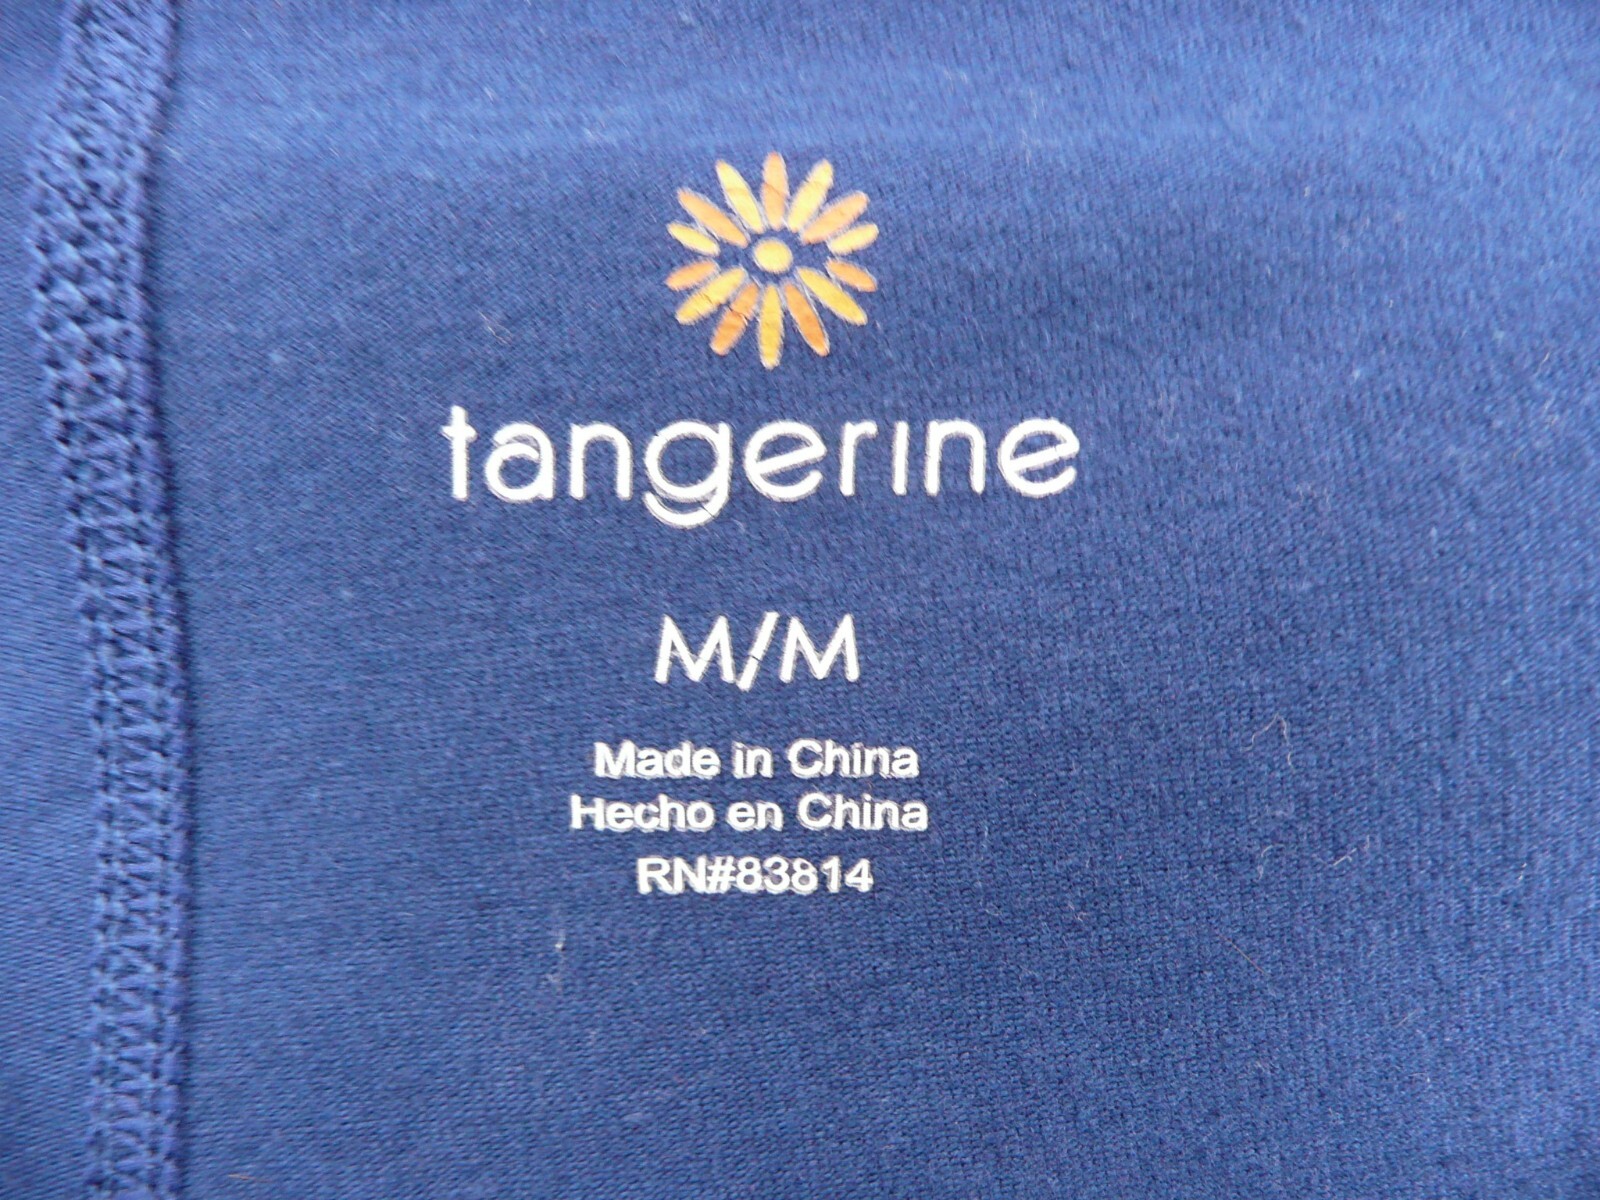 tangerine
M/M
Made in China
Hecho en China
RN#83814